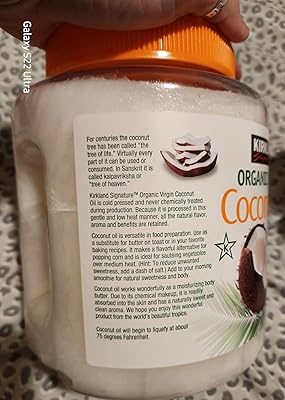 Galaxy S22 Ultra
For centuries the coconut
tree has been called "the
tree of life." Virtually every
part of it can be used or
consumed. In Sanskrit it is
called kalpavriksha or
"tree of heaven."
Kirkland Signature™ Organic Virgin Coconut
Oil is cold pressed and never chemically treated
during production. Because it is processed in this
gentle and low heat manner, all the natural flavor,
aroma and benefits are retained.
Coconut oil is versatile in food preparation. Use as
a substitute for butter on toast or in your favorite
baking recipes. It makes a flavorful alternative for
popping corn and is ideal for sautéing vegetables
over medium heat. (Hint: To reduce unwanted
sweetness, add a dash of salt.) Add to your morning
smoothie for natural sweetness and body.
Coconut oil works wonderfully as a moisturizing body
butter. Due to its chemical makeup, it is readily
absorbed into the skin and has a naturally sweet and
clean aroma. We hope you enjoy this wonderful
product from the world's beautiful tropics.
Coconut oil will begin to liquefy at about
75 degrees Fahrenheit.
KIRK
ORGANI
Cocon